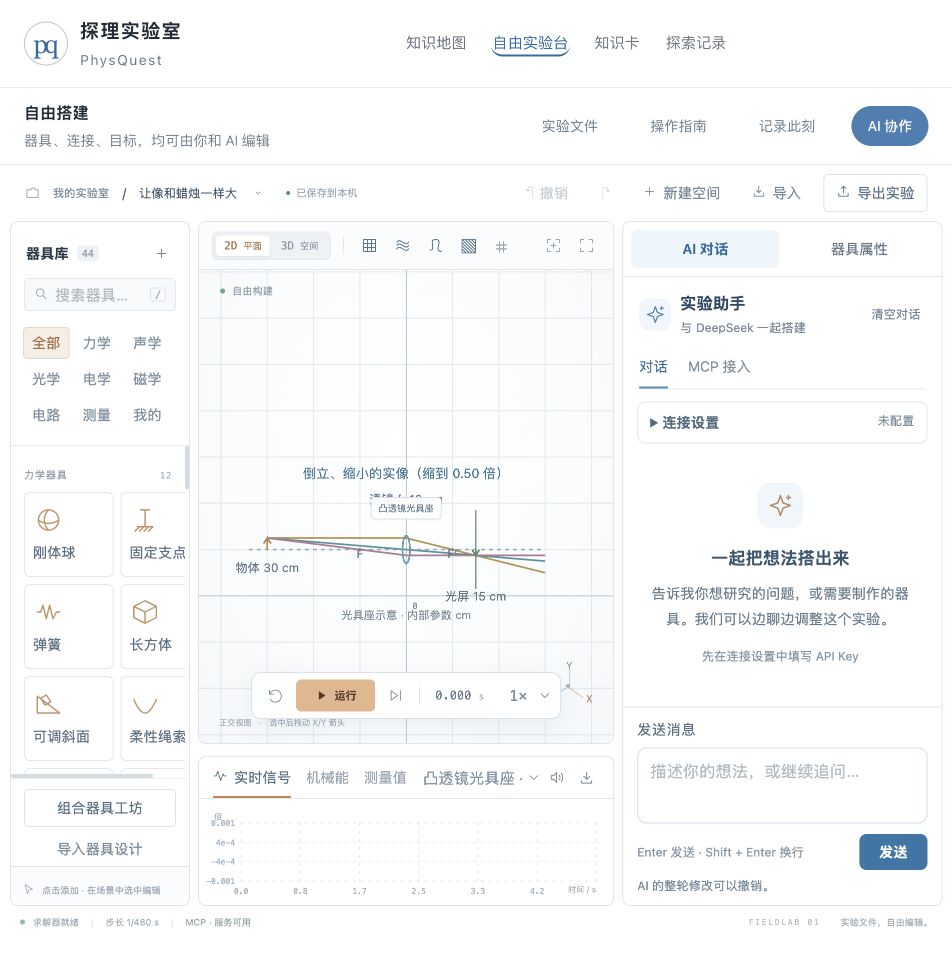 探理实验室
PhysQuest
知识地图 自由实验台 知识卡 探索记录
自由搭建
器具、连接、目标，均可由你和 AI 编辑
实验文件 操作指南 记录此刻 AI 协作
我的实验室 / 让像和蜡烛一样大 已保存到本机
撤销 新建空间 导入 导出实验
器具库 44 +
搜索器具... /
全部 力学 声学
光学 电学 磁学
电路 测量 我的
力学器具 12
刚体球 固定支点
弹簧 长方体
可调斜面 柔性绳索
组合器具工坊
导入器具设计
点击添加 · 在场景中选中编辑
2D 平面 3D 空间
自由构建
倒立、缩小的实像（缩到 0.50 倍）
凸透镜光具座
F F
物体 30 cm
光屏 15 cm
0
光具座示意 · 内部参数 cm
Y
X
运行 0.000 s 1×
正交视图 · 选中后拖动 X/Y 箭头
实时信号 机械能 测量值 凸透镜光具座 ·
倍
0.001
4e-4
-4e-4
-0.001
0.0 0.8 1.7 2.5 3.3 4.2 时间 / s
AI 对话 器具属性
实验助手
与 DeepSeek 一起搭建
清空对话
对话 MCP 接入
连接设置 未配置
一起把想法搭出来
告诉我你想研究的问题，或需要制作的器
具。我们可以边聊边调整这个实验。
先在连接设置中填写 API Key
发送消息
描述你的想法，或继续追问...
Enter 发送 · Shift + Enter 换行
发送
AI 的整轮修改可以撤销。
求解器就绪 步长 1/480 s MCP · 服务可用
FIELDLAB 01 实验文件，自由编辑。